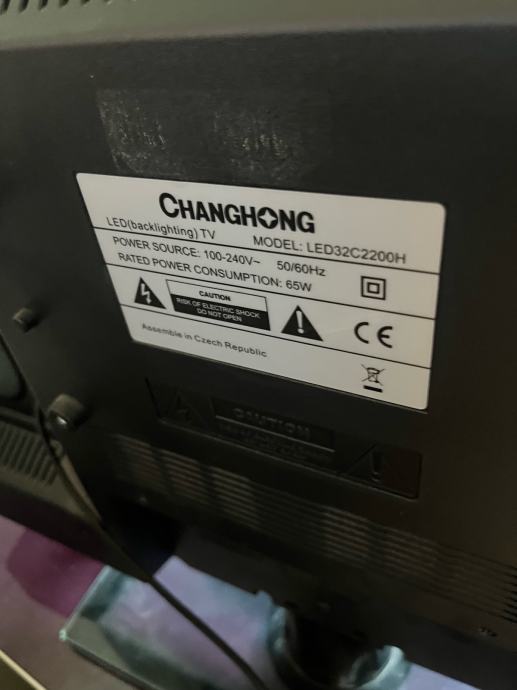 CHANGHONG
LED(backlighting) TV MODEL: LED32C2200H
POWER SOURCE: 100-240V~ 50/60Hz
RATED POWER CONSUMPTION: 65W
CAUTION
RISK OF ELECTRIC SHOCK
DO NOT OPEN
CE
Assemble in Czech Republic
CAUTION